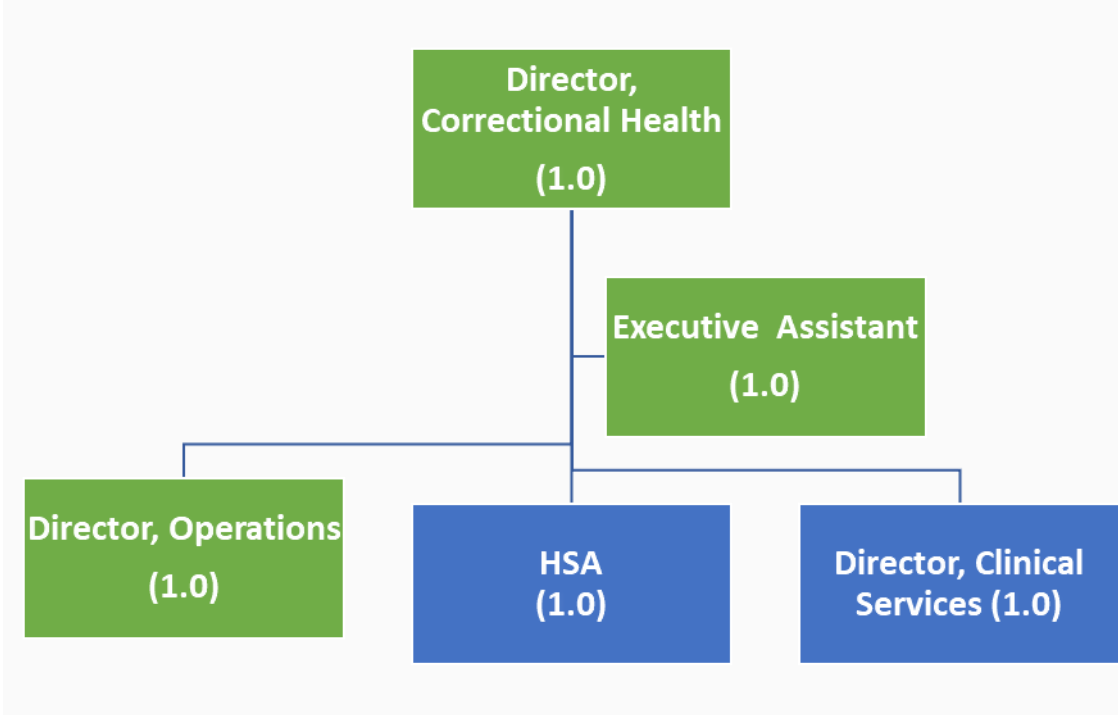 Director,
Correctional Health
(1.0)
Executive Assistant
(1.0)
Director, Operations
(1.0)
HSA
(1.0)
Director, Clinical
Services (1.0)